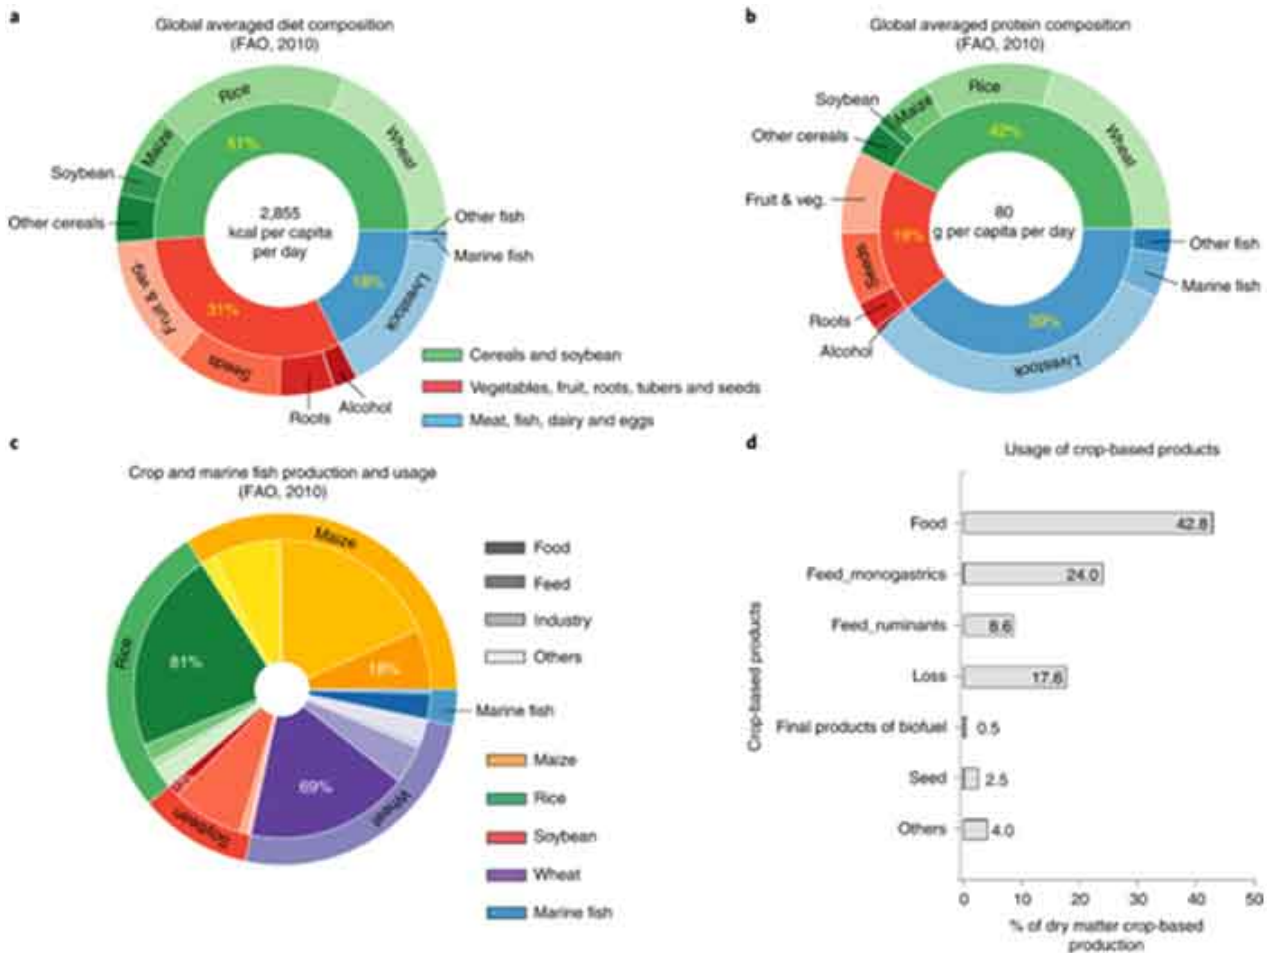 a
Global averaged diet composition
(FAO, 2010)
Rice
Wheat
Maize
Soybean
Other cereals
51%
2,855
kcal per capita
per day
Other fish
Marine fish
18%
Livestock
31%
Fruit & veg.
Seeds
Roots
Alcohol
Cereals and soybean
Vegetables, fruit, roots, tubers and seeds
Meat, fish, dairy and eggs
b
Global averaged protein composition
(FAO, 2010)
Soybean
Maize
Rice
Wheat
Other cereals
42%
Fruit & veg.
80
g per capita per day
19%
Seeds
Roots
Alcohol
Other fish
Marine fish
39%
Livestock
c
Crop and marine fish production and usage
(FAO, 2010)
Maize
Rice
81%
18%
Marine fish
69%
Wheat
Soybean
Food
Feed
Industry
Others
Maize
Rice
Soybean
Wheat
Marine fish
d
Usage of crop-based products
Crop-based products
Food
42.8
Feed_monogastrics
24.0
Feed_ruminants
8.6
Loss
17.6
Final products of biofuel
0.5
Seed
2.5
Others
4.0
0 10 20 30 40 50
% of dry matter crop-based
production